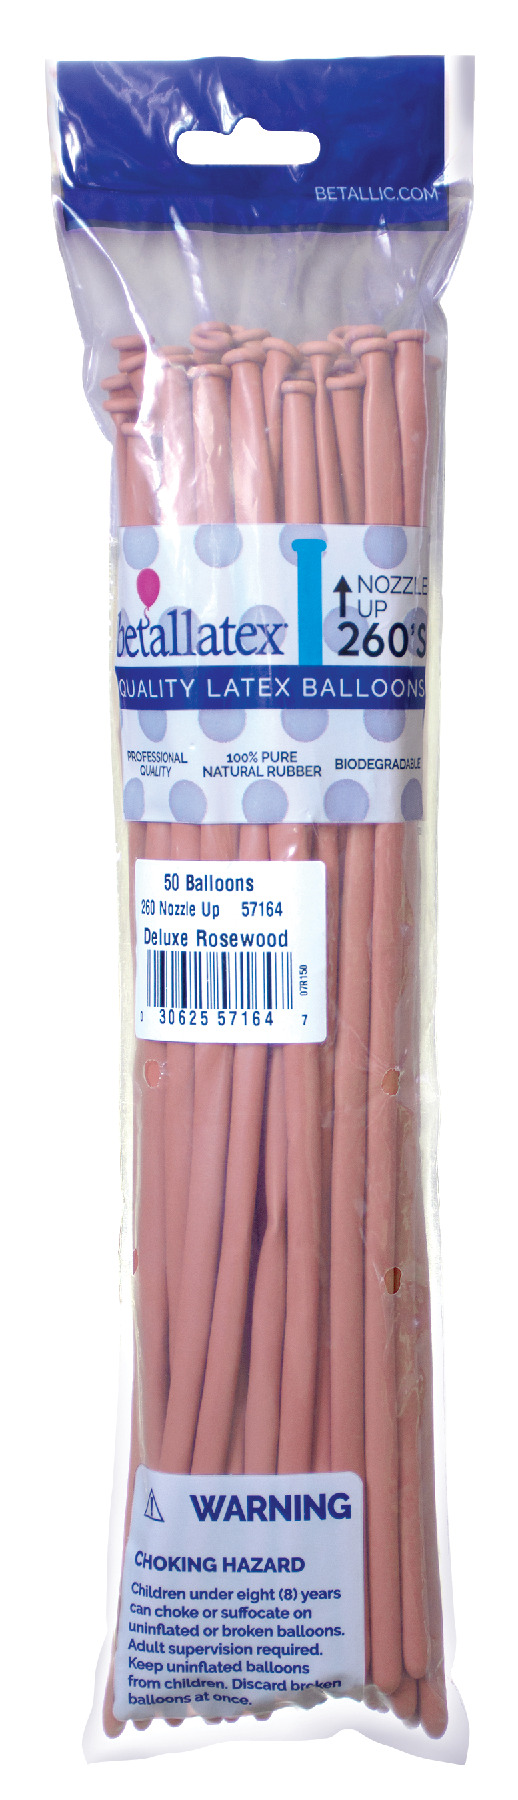 BETALLIC.COM
betallatex
NOZZLE
UP
260'S
QUALITY LATEX BALLOONS
PROFESSIONAL
QUALITY
100% PURE
NATURAL RUBBER
BIODEGRADABLE
50 Balloons
260 Nozzle Up 57164
Deluxe Rosewood
07R150
0 30625 57164 7
WARNING
CHOKING HAZARD
Children under eight (8) years
can choke or suffocate on
uninflated or broken balloons.
Adult supervision required.
Keep uninflated balloons
from children. Discard broken
balloons at once.